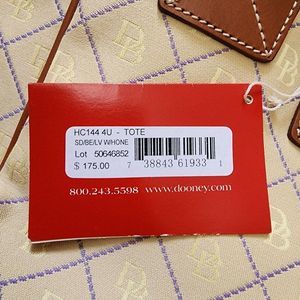 HC144 4U - TOTE
SD/BE/LV W/HONE
Lot 50646852
$ 175.00
7 38843 61933 1
800.243.5598 www.dooney.com